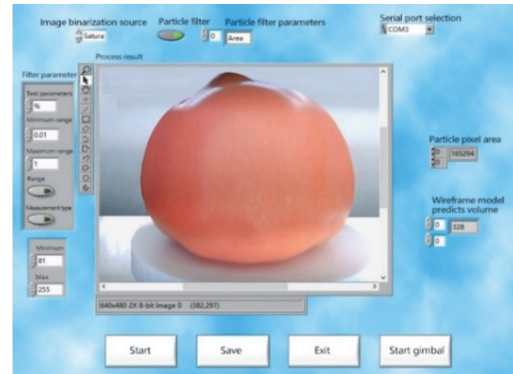 Image binarization source
Satura
Particle filter
0
Particle filter parameters
Area
Serial port selection
COM3
Process result
Filter parameter
Test parameters
%
Minimum range
0.01
Maximum range
1
Range
Measurement type
Minimum
81
Max
255
Particle pixel area
0
0
165294
Wireframe model
predicts volume
0
0
328
640x480 2X 8-bit image 0 (382,297)
Start
Save
Exit
Start gimbal